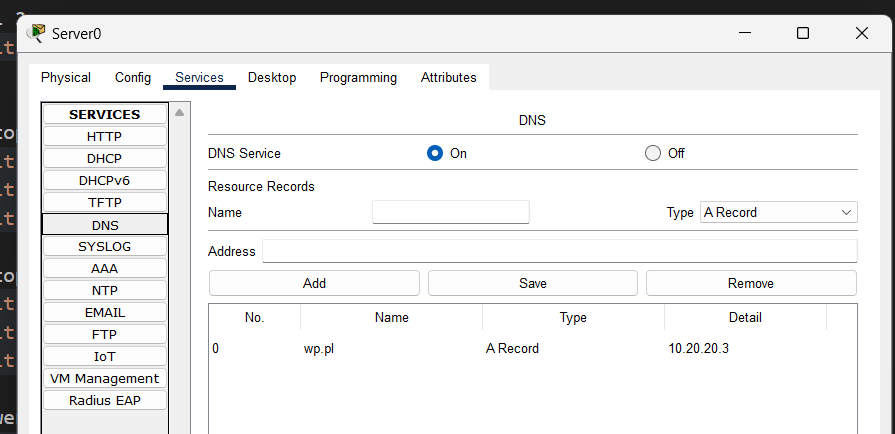 Server0
Physical Config Services Desktop Programming Attributes
SERVICES
HTTP
DHCP
DHCPv6
TFTP
DNS
SYSLOG
AAA
NTP
EMAIL
FTP
IoT
VM Management
Radius EAP
DNS
DNS Service On Off
Resource Records
Name Type A Record
Address
Add Save Remove
No. Name Type Detail
0 wp.pl A Record 10.20.20.3